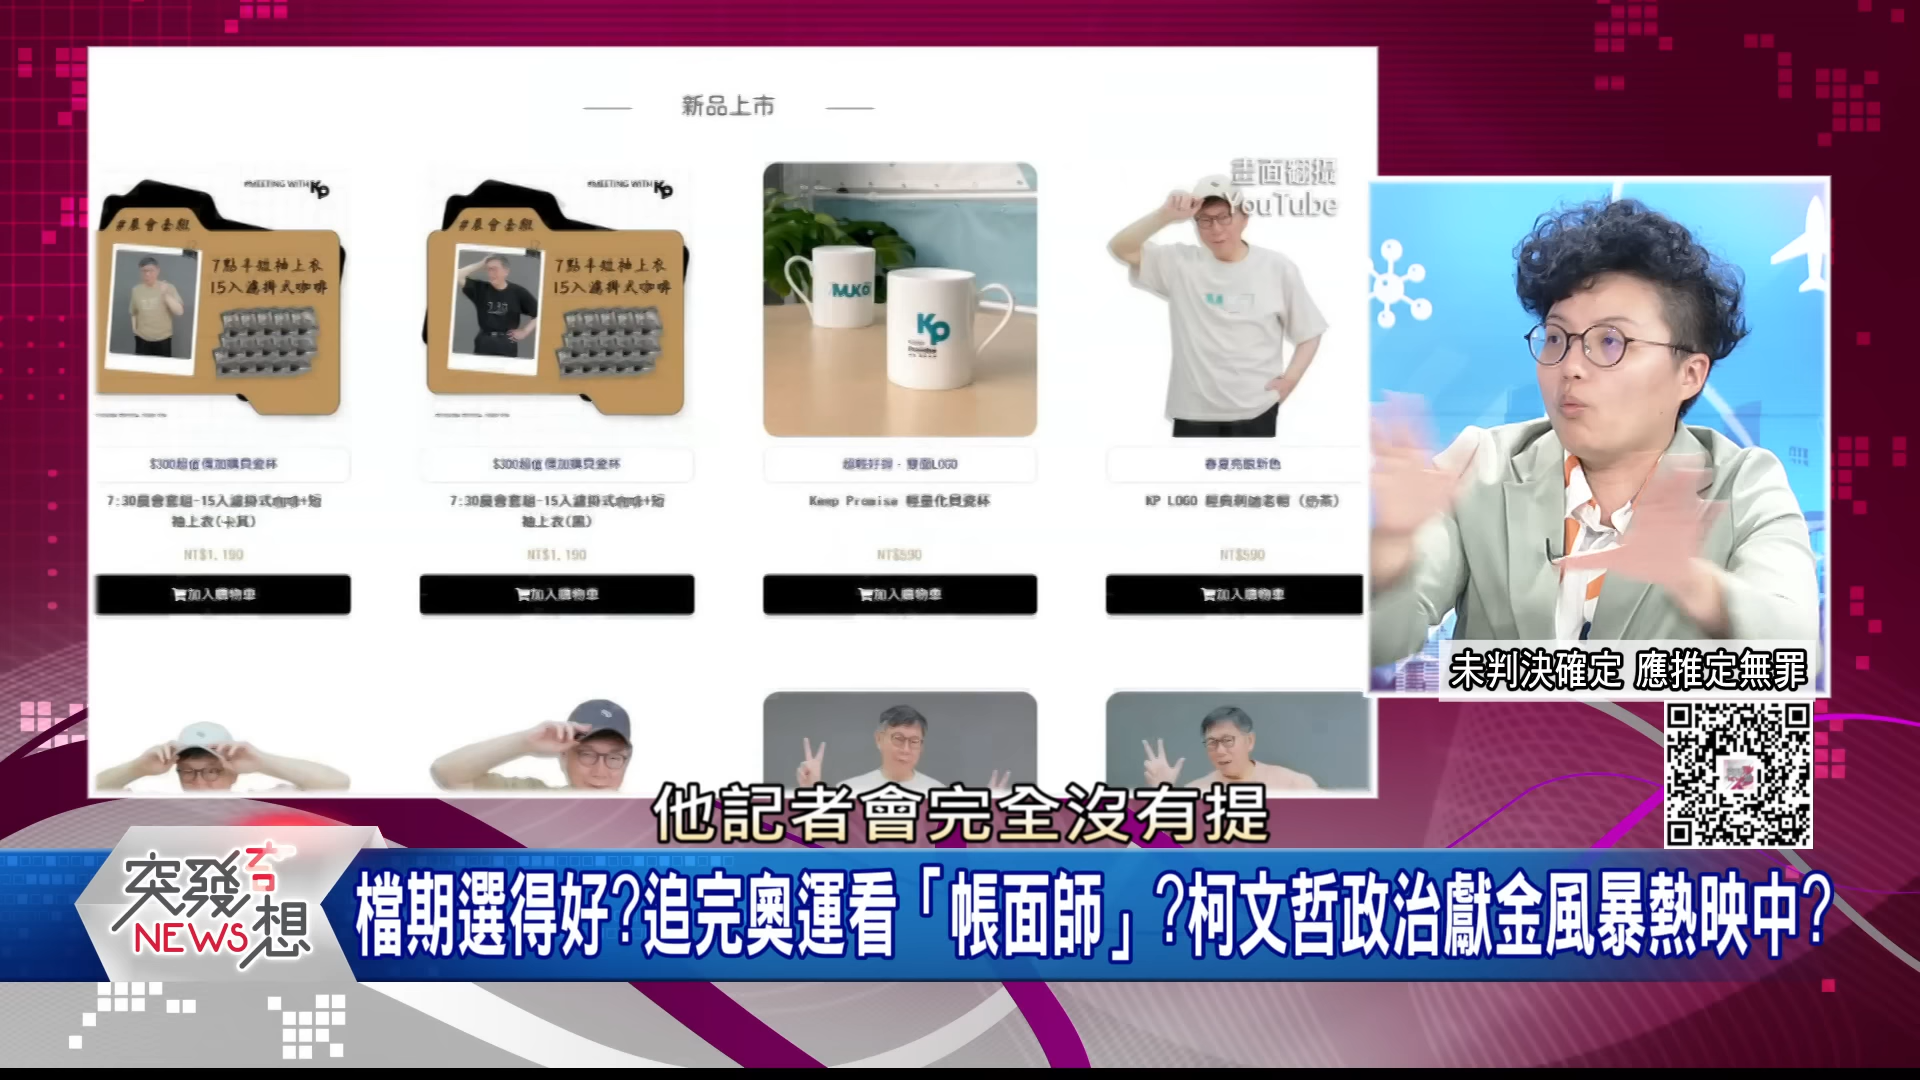 新品上市
#MEETING WITH KP
#晨會套組
7點半短袖上衣
15入濾掛式咖啡
#MEETING WITH KP
#晨會套組
7點半短袖上衣
15入濾掛式咖啡
7:30
MUKO
KP
畫面翻攝
YouTube
$300超值價加購貝瓷杯
$300超值價加購貝瓷杯
超輕好握 - 雙面LOGO
春夏亮眼新色
7:30晨會套組-15入濾掛式咖啡+短
袖上衣(卡其)
7:30晨會套組-15入濾掛式咖啡+短
袖上衣(黑)
Keep Promise 輕量化貝瓷杯
KP LOGO 經典刺繡老帽 (奶茶)
NT$1,190
NT$1,190
NT$590
NT$590
加入購物車
加入購物車
加入購物車
加入購物車
未判決確定 應推定無罪
他記者會完全沒有提
突發奇想
NEWS
檔期選得好?追完奧運看「帳面師」?柯文哲政治獻金風暴熱映中?